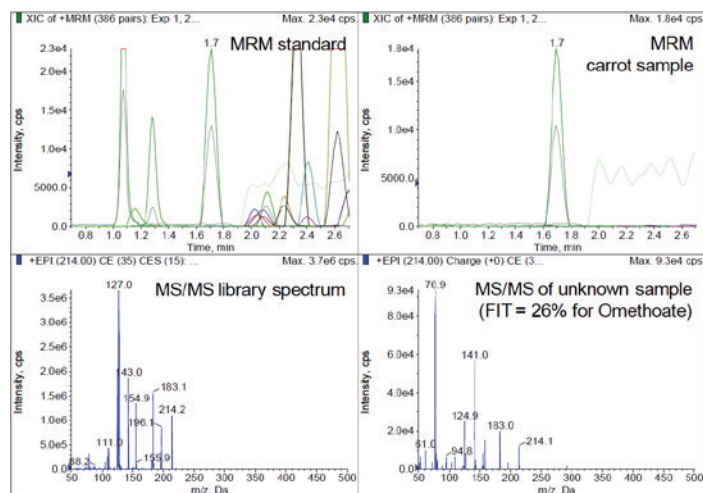 XIC of +MRM (386 pairs): Exp 1, 2...
Max. 2.3e4 cps
2.3e4
2.0e4
1.5e4
1.0e4
5000.0
0.0
Intensity, cps
1.7
MRM standard
0.8 1.0 1.2 1.4 1.6 1.8 2.0 2.2 2.4 2.6
Time, min
XIC of +MRM (386 pairs): Exp 1, 2...
Max. 1.8e4 cps
1.8e4
1.5e4
1.0e4
5000.0
0.0
Intensity, cps
1.7
MRM
carrot sample
0.8 1.0 1.2 1.4 1.6 1.8 2.0 2.2 2.4 2.6
Time, min
+EPI (214.00) CE (35) CES (15): ...
Max. 3.7e6 cps
3.5e6
3.0e6
2.5e6
2.0e6
1.5e6
1.0e6
5.0e5
0.0
Intensity, cps
MS/MS library spectrum
127.0
143.0
154.9
183.1
196.1
214.2
111.0
88.2
155.9
50 100 150 200 250 300 350 400 450 500
m/z, Da
+EPI (214.00) Charge (+0) CE (3...
Max. 9.3e4 cps
9.3e4
8.0e4
6.0e4
4.0e4
2.0e4
0.0
Intensity, cps
MS/MS of unknown sample
(FIT = 26% for Omethoate)
76.9
141.0
124.9
183.0
214.1
61.0
94.8
50 100 150 200 250 300 350 400 450 500
m/z, Da